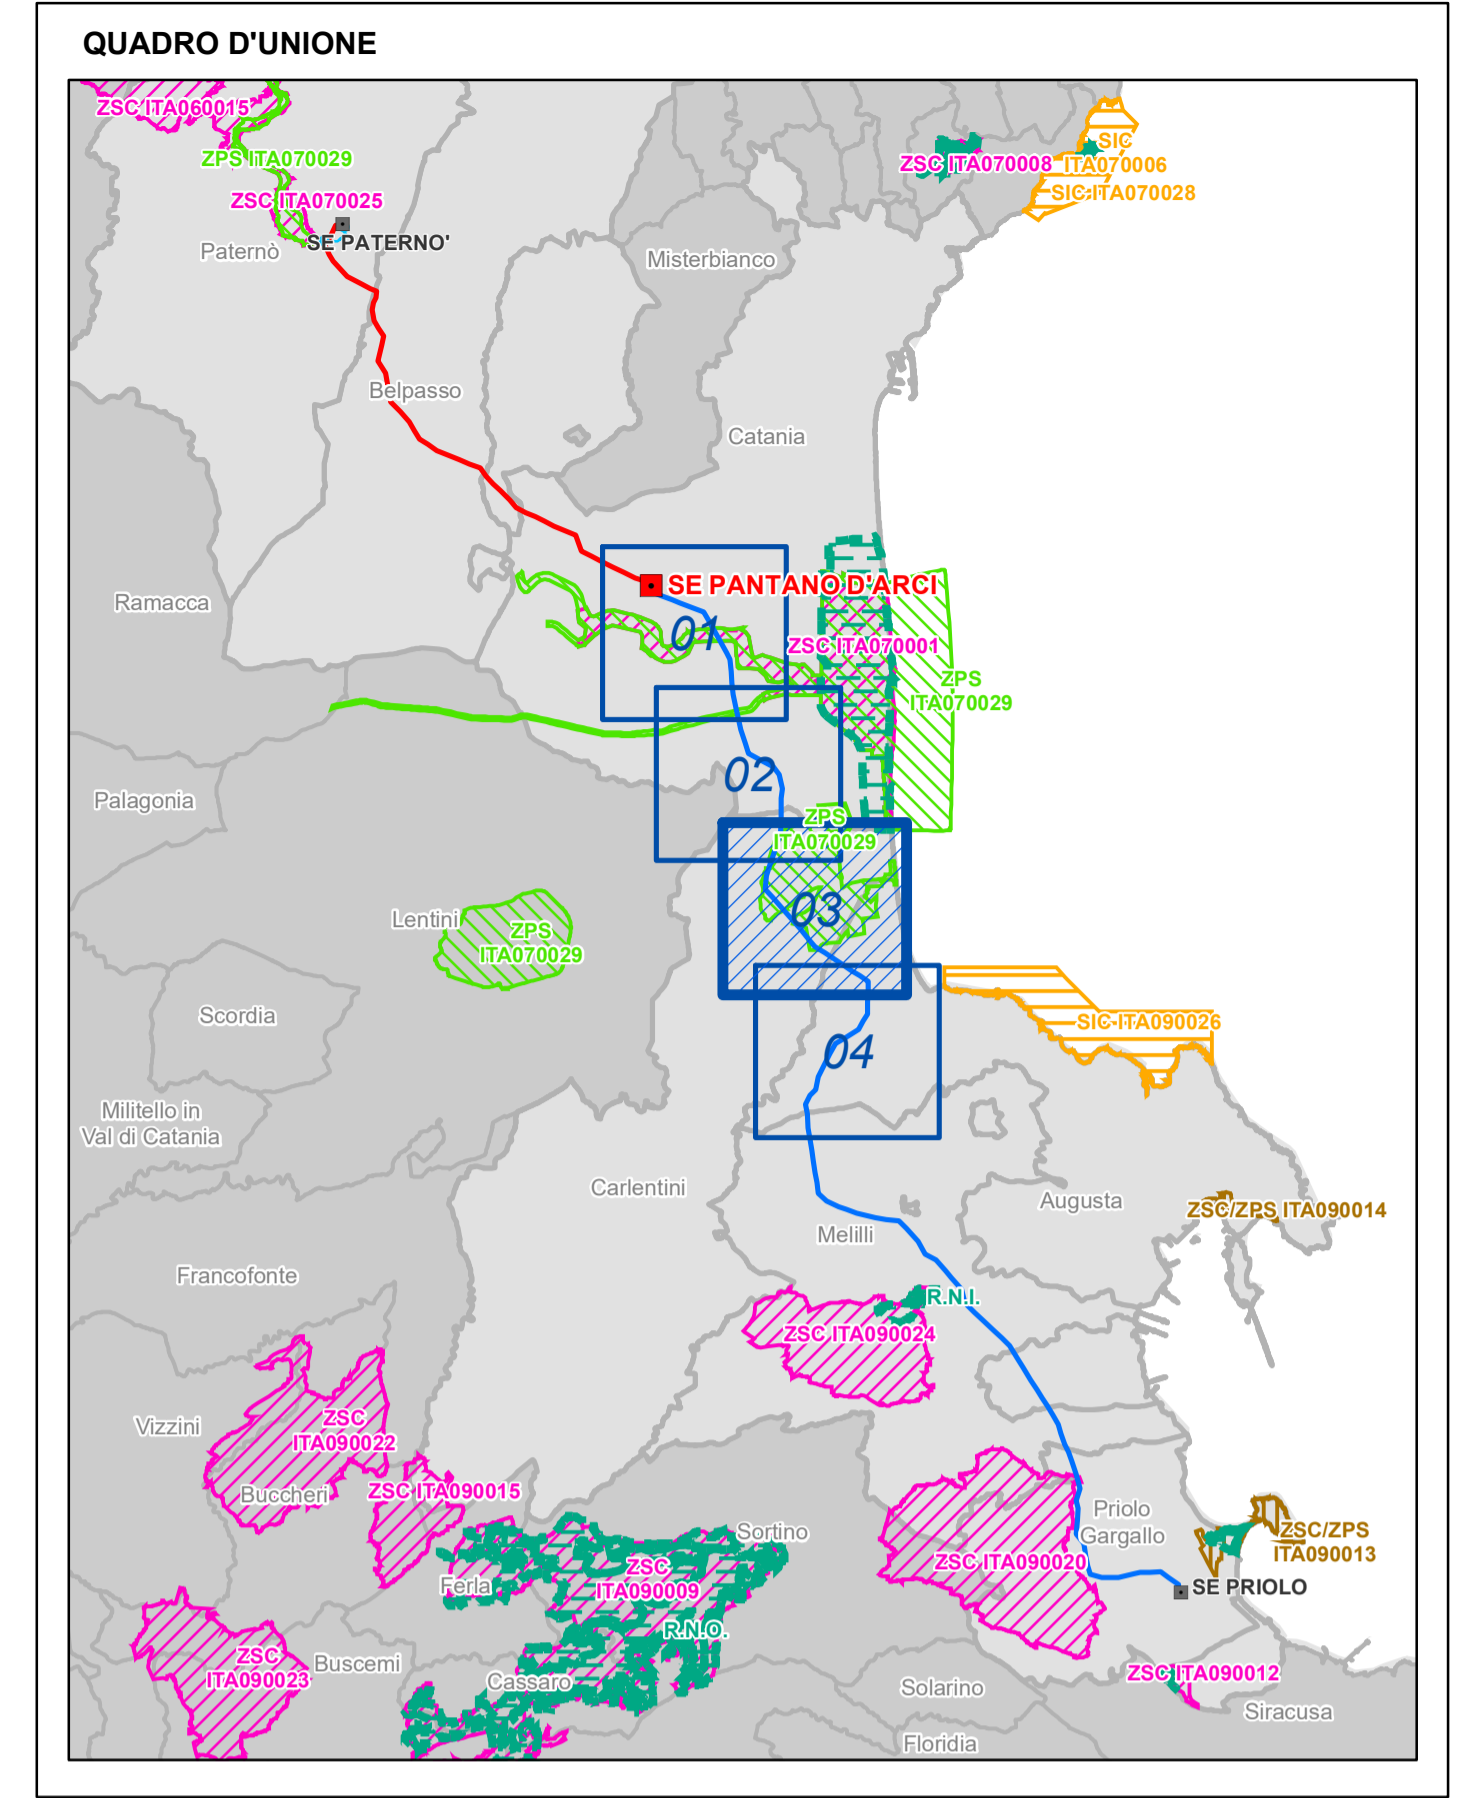 QUADRO D'UNIONE
ZSC ITA060015
ZPS ITA070029
ZSC ITA070025
SE PATERNO'
Paternò
ZSC ITA070008
SIC
ITA070006
SIC ITA070028
Misterbianco
Belpasso
Catania
SE PANTANO D'ARCI
Ramacca
01
ZSC ITA070001
ZPS
ITA070029
02
Palagonia
ZPS
ITA070029
03
Lentini
ZPS
ITA070029
Scordia
SIC ITA090026
04
Militello in
Val di Catania
Carlentini
Augusta
ZSC/ZPS ITA090014
Melilli
Francofonte
R.N.I.
ZSC ITA090024
Vizzini
ZSC
ITA090022
Buccheri
ZSC ITA090015
Sortino
Priolo
Gargallo
ZSC/ZPS
ITA090013
ZSC ITA090020
SE PRIOLO
Ferla
ZSC
ITA090009
R.N.O.
ZSC
ITA090023
Buscemi
Cassaro
ZSC ITA090012
Solarino
Siracusa
Floridia